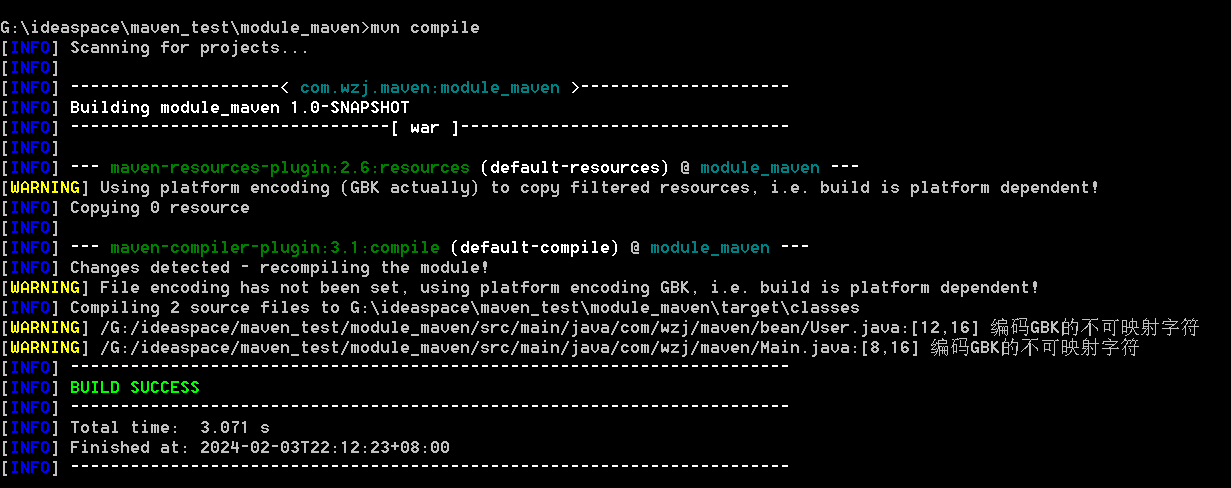 G:\ideaspace\maven_test\module_maven>mvn compile
[INFO] Scanning for projects...
[INFO]
[INFO] ---------------------< com.wzj.maven:module_maven >---------------------
[INFO] Building module_maven 1.0-SNAPSHOT
[INFO] --------------------------------[ war ]---------------------------------
[INFO]
[INFO] --- maven-resources-plugin:2.6:resources (default-resources) @ module_maven ---
[WARNING] Using platform encoding (GBK actually) to copy filtered resources, i.e. build is platform dependent!
[INFO] Copying 0 resource
[INFO]
[INFO] --- maven-compiler-plugin:3.1:compile (default-compile) @ module_maven ---
[INFO] Changes detected - recompiling the module!
[WARNING] File encoding has not been set, using platform encoding GBK, i.e. build is platform dependent!
[INFO] Compiling 2 source files to G:\ideaspace\maven_test\module_maven\target\classes
[WARNING] /G:/ideaspace/maven_test/module_maven/src/main/java/com/wzj/maven/bean/User.java:[12,16] 编码GBK的不可映射字符
[WARNING] /G:/ideaspace/maven_test/module_maven/src/main/java/com/wzj/maven/Main.java:[8,16] 编码GBK的不可映射字符
[INFO] ------------------------------------------------------------------------
[INFO] BUILD SUCCESS
[INFO] ------------------------------------------------------------------------
[INFO] Total time:  3.071 s
[INFO] Finished at: 2024-02-03T22:12:23+08:00
[INFO] ------------------------------------------------------------------------